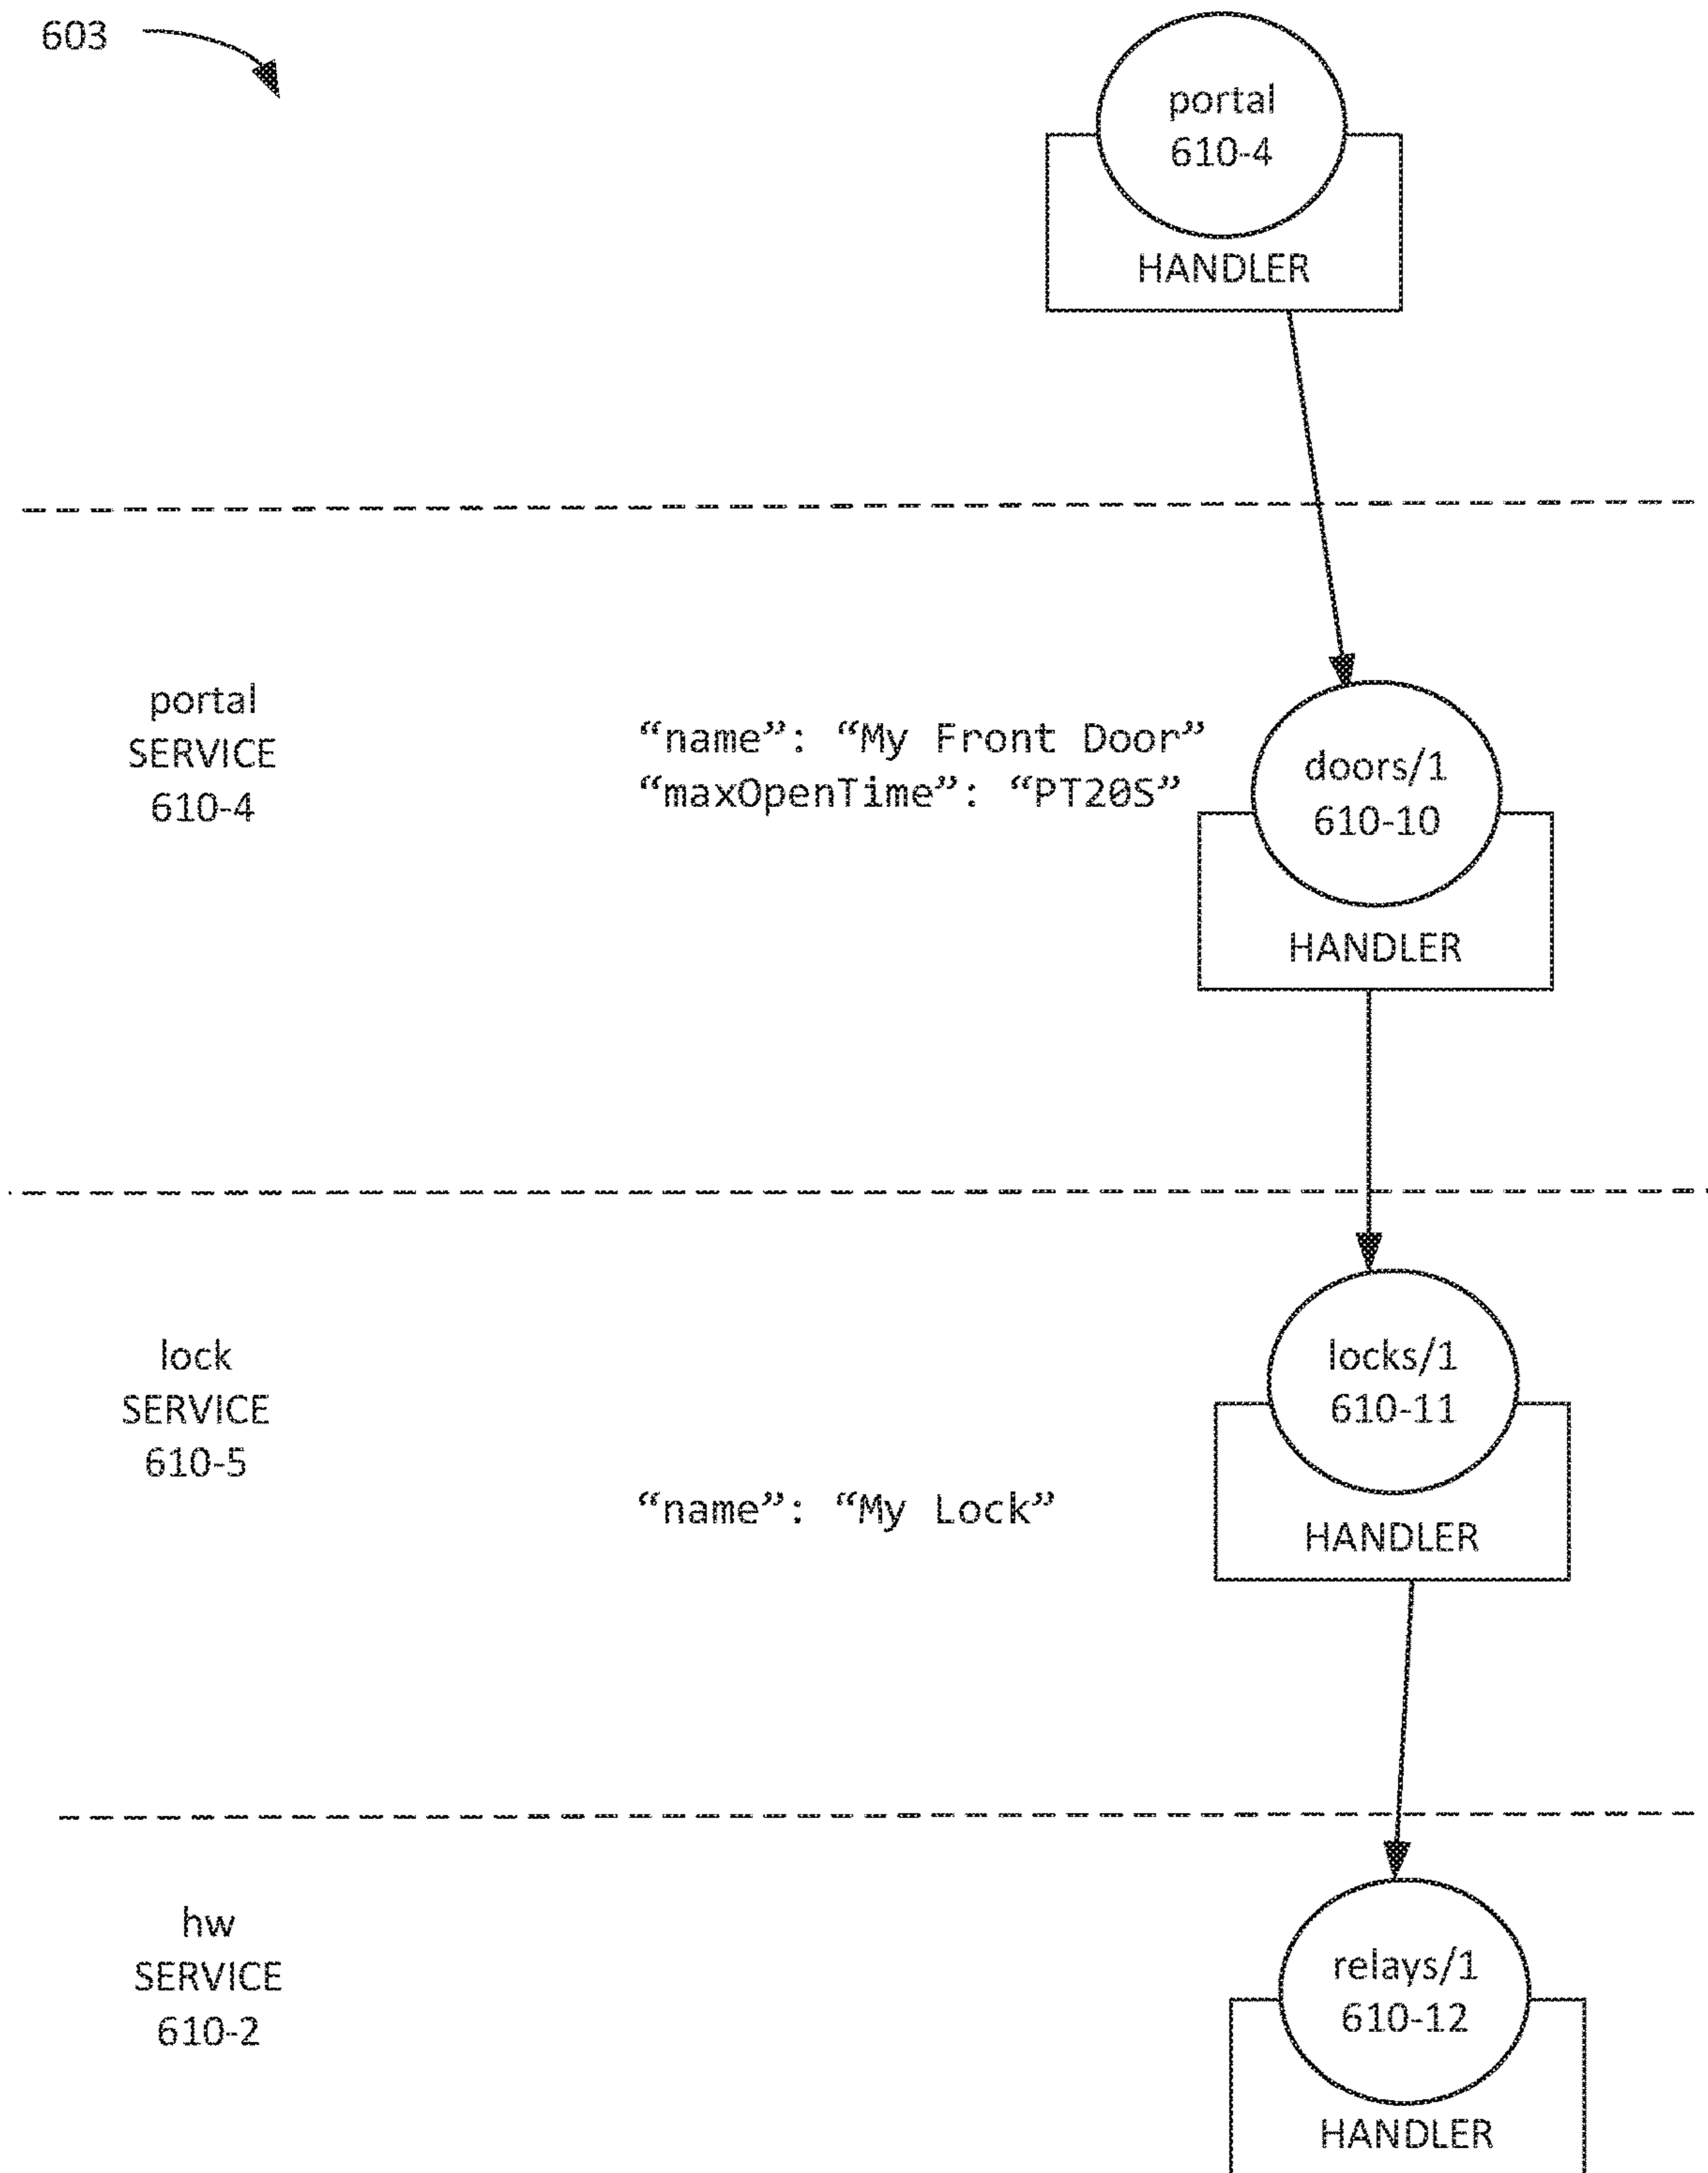 603
portal
610-4
HANDLER
portal
SERVICE
610-4
“name”: “My Front Door”
“maxOpenTime”: “PT20S”
doors/1
610-10
HANDLER
lock
SERVICE
610-5
“name”: “My Lock”
locks/1
610-11
HANDLER
hw
SERVICE
610-2
relays/1
610-12
HANDLER